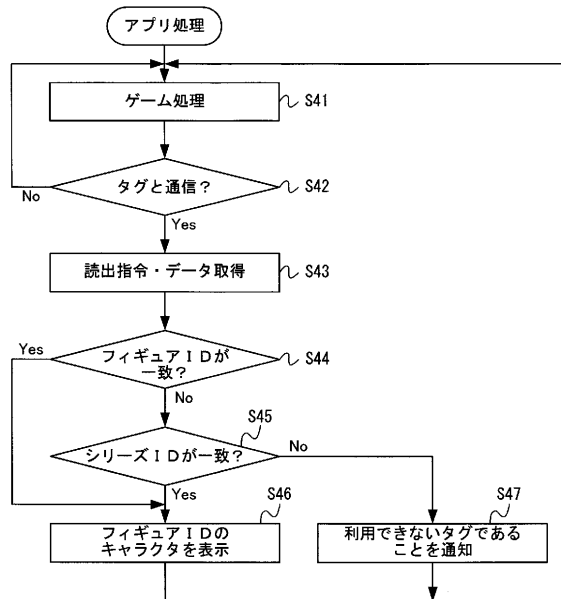 アプリ処理
ゲーム処理
S41
タグと通信？
S42
No
Yes
読出指令・データ取得
S43
フィギュアＩＤが
一致？
S44
Yes
No
シリーズＩＤが一致？
S45
No
Yes
フィギュアＩＤの
キャラクタを表示
S46
利用できないタグである
ことを通知
S47